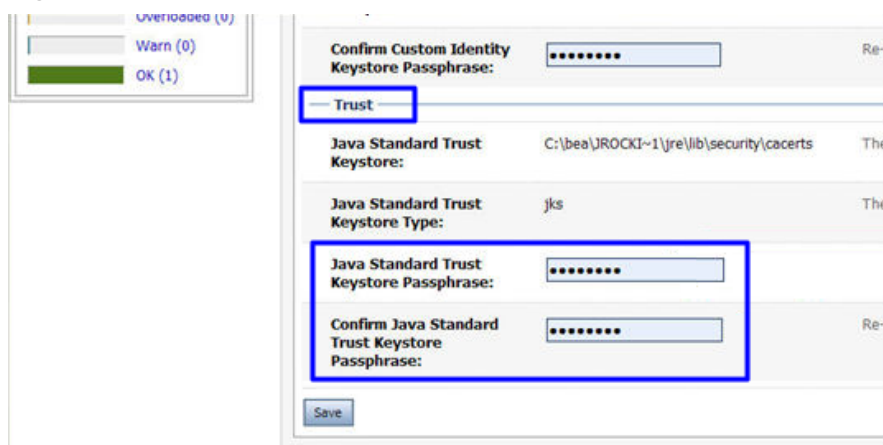 Overloaded (0)
Warn (0)
OK (1)
Confirm Custom Identity
Keystore Passphrase:
••••••••
Re-
Trust
Java Standard Trust
Keystore:
C:\bea\JROCKI~1\jre\lib\security\cacerts
The
Java Standard Trust
Keystore Type:
jks
The
Java Standard Trust
Keystore Passphrase:
••••••••
Confirm Java Standard
Trust Keystore
Passphrase:
••••••••
Re-
Save